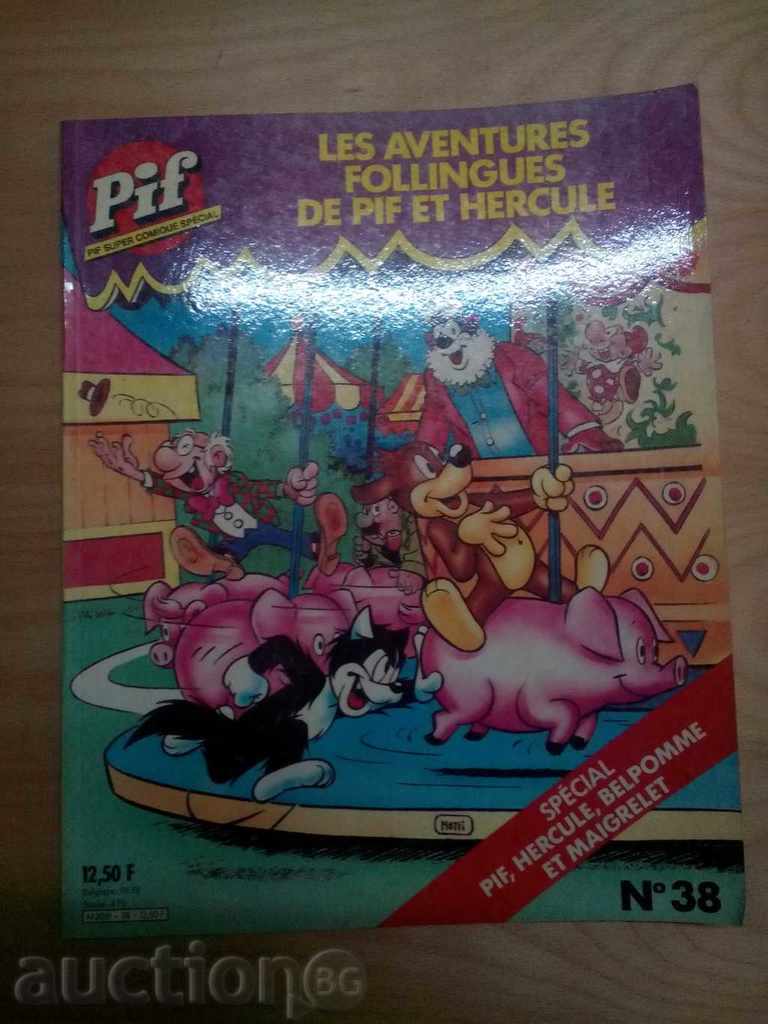 Pif
PIF SUPER COMIQUE SPÉCIAL
LES AVENTURES
FOLLINGUES
DE PIF ET HERCULE
MOTTI
SPÉCIAL
PIF, HERCULE, BELPOMME
ET MAIGRELET
12,50 F
N° 38
auction BG